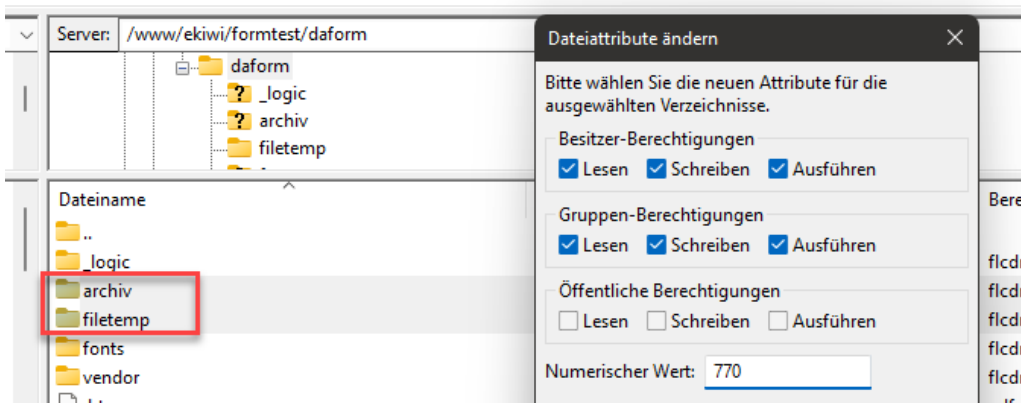 Server: /www/ekiwi/formtest/daform
daform
? _logic
? archiv
filetemp
Dateiname
..
_logic
archiv
filetemp
fonts
vendor
Dateiattribute ändern
Bitte wählen Sie die neuen Attribute für die
ausgewählten Verzeichnisse.
Besitzer-Berechtigungen
Lesen Schreiben Ausführen
Gruppen-Berechtigungen
Lesen Schreiben Ausführen
Öffentliche Berechtigungen
Lesen Schreiben Ausführen
Numerischer Wert: 770
Bere
flcdr
flcdr
flcdr
flcdr
flcdr